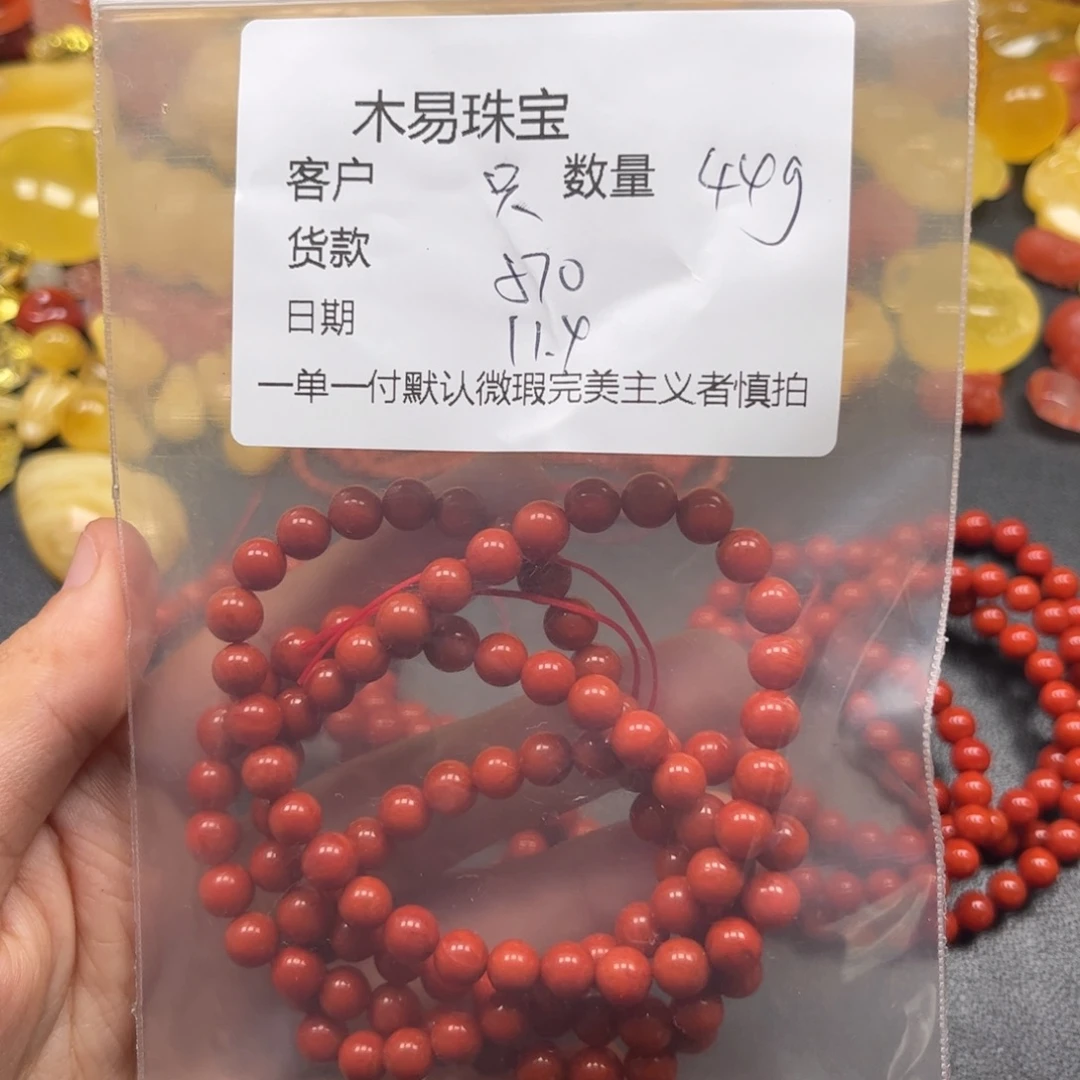 木易珠宝
客户 只 数量 44g
货款 870
日期 11.4
一单一付默认微瑕完美主义者慎拍